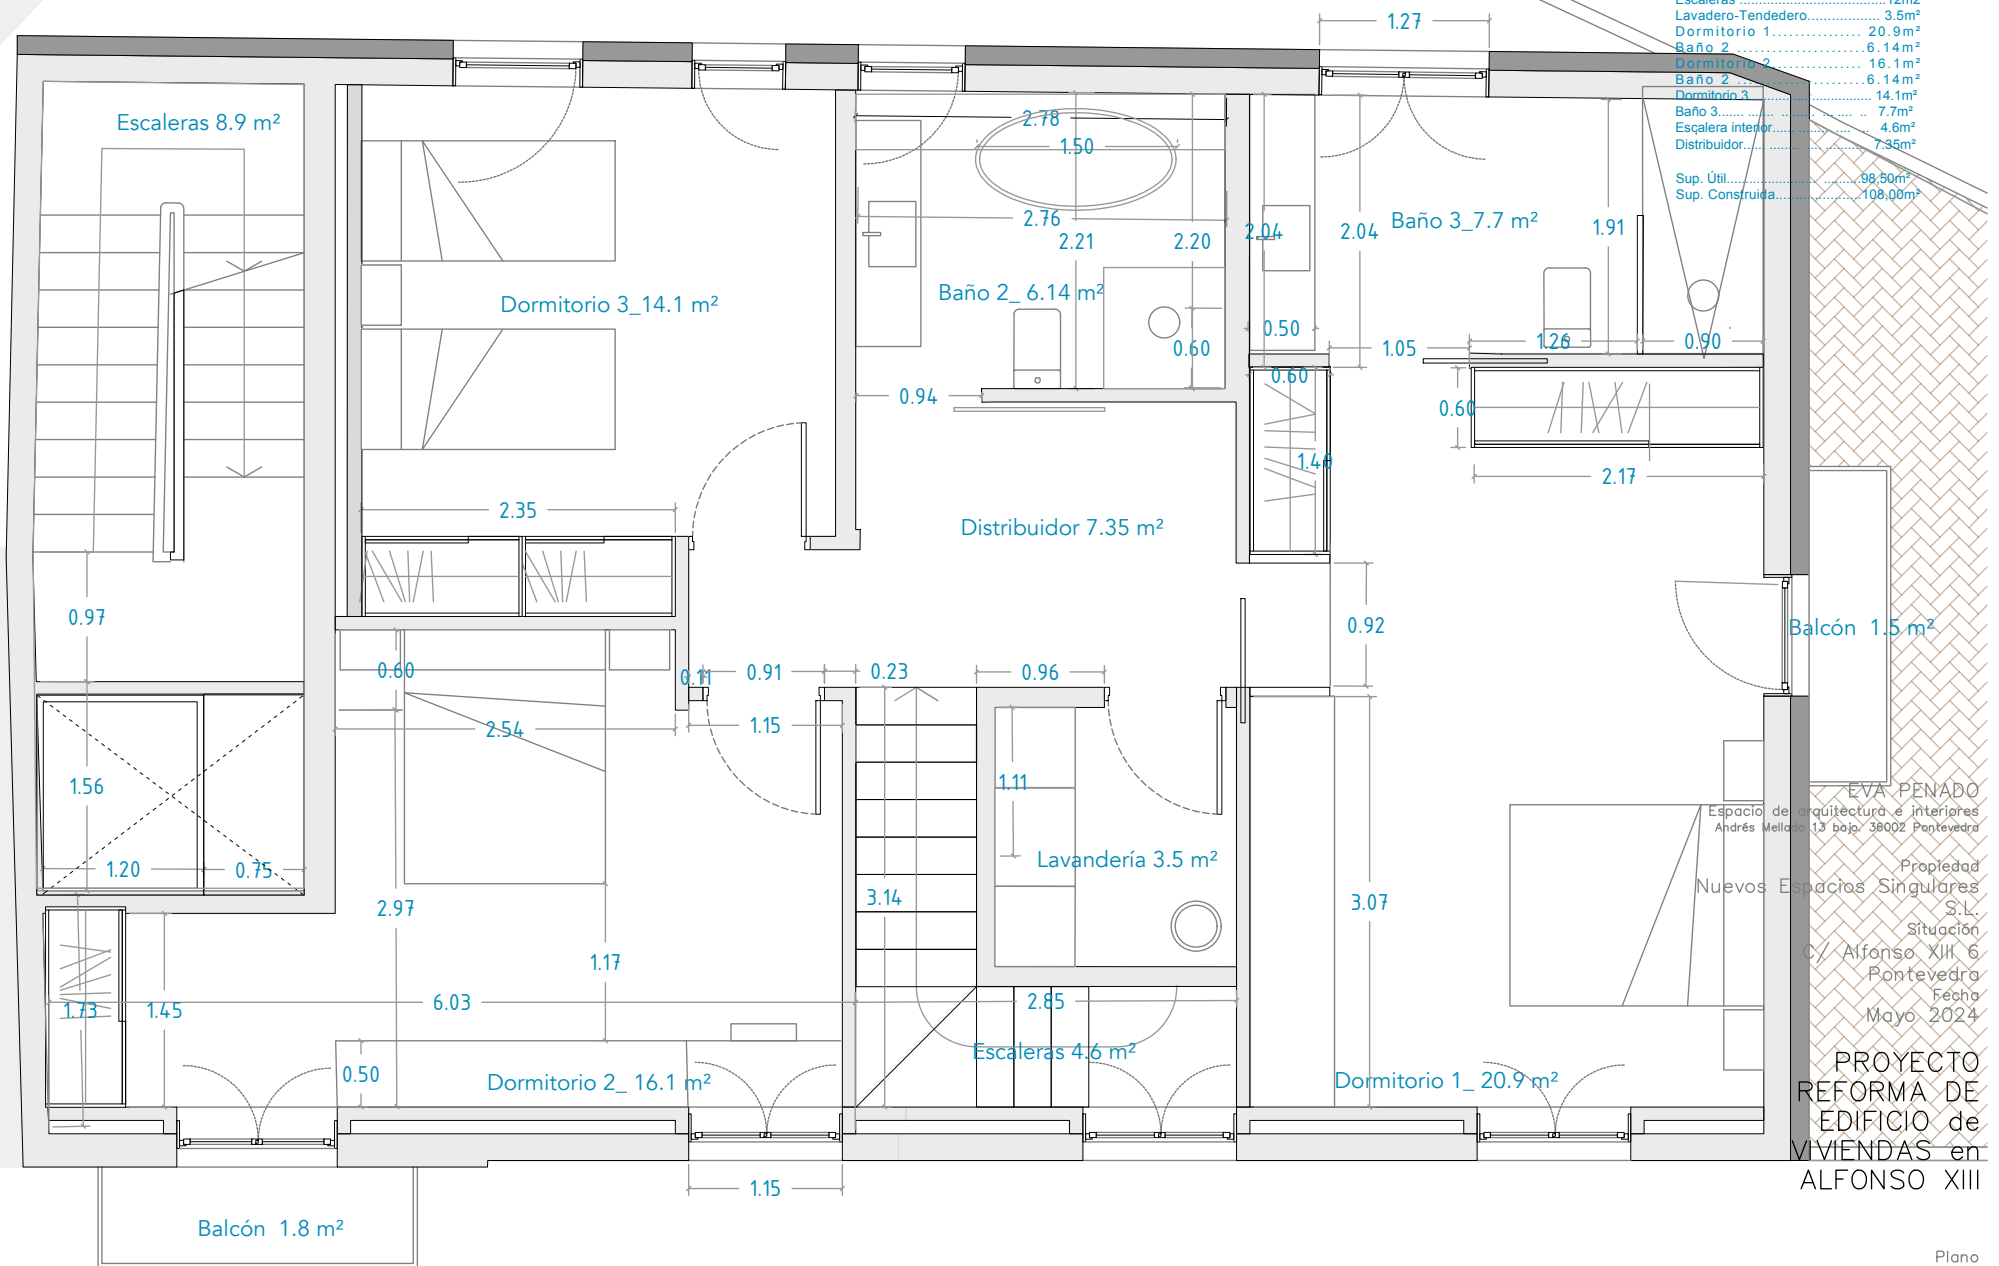 Escaleras ............................ 12m2
Lavadero-Tendedero.................. 3.5m²
Dormitorio 1.............. 20.9m²
Baño 2 .................... 6.14m²
Dormitorio 2.............. 16.1m²
Baño 2 .................... 6.14m²
Dormitorio 3.............................. 14.1m²
Baño 3.............................. 7.7m²
Escalera interior.................... 4.6m²
Distribuidor.......................... 7.35m²
Sup. Útil.............................. 98,50m²
Sup. Construida..................... 108,00m²
1.27
Escaleras 8.9 m²
2.78
1.50
2.76
2.21
2.20
2.04
2.04
Baño 3_7.7 m²
1.91
Dormitorio 3_14.1 m²
Baño 2_ 6.14 m²
0.50
0.60
1.05
1.26
0.90
0.60
0.94
0.60
1.40
2.17
2.35
Distribuidor 7.35 m²
0.97
0.92
Balcón 1.5 m²
0.60
0.11
0.91
0.23
0.96
2.54
1.15
1.56
1.11
EVA PENADO
Espacio de arquitectura e interiores
Andrés Mellado 13 bajo. 36002 Pontevedra
1.20
0.75
Lavandería 3.5 m²
Propiedad
Nuevos Espacios Singulares
S.L.
2.97
3.14
3.07
Situación
C/ Alfonso XIII 6
Pontevedra
Fecha
Mayo 2024
1.17
1.73
1.45
6.03
2.85
Escaleras 4.6 m²
0.50
Dormitorio 2_ 16.1 m²
Dormitorio 1_ 20.9 m²
PROYECTO
REFORMA DE
EDIFICIO de
VIVIENDAS en
ALFONSO XIII
1.15
Balcón 1.8 m²
Plano